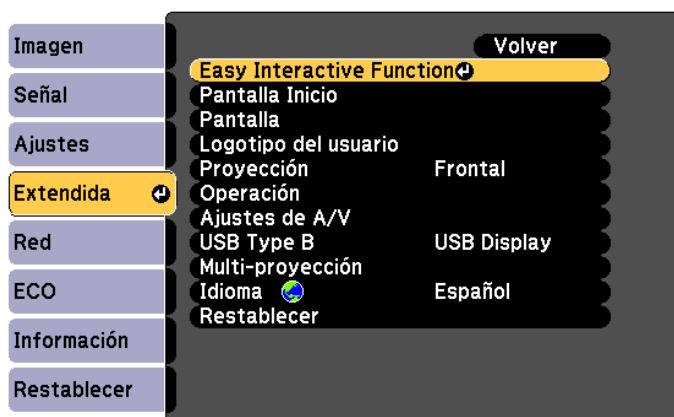 Imagen
Señal
Ajustes
Extendida
Red
ECO
Información
Restablecer
Volver
Easy Interactive Function
Pantalla Inicio
Pantalla
Logotipo del usuario
Proyección Frontal
Operación
Ajustes de A/V
USB Type B USB Display
Multi-proyección
Idioma Español
Restablecer